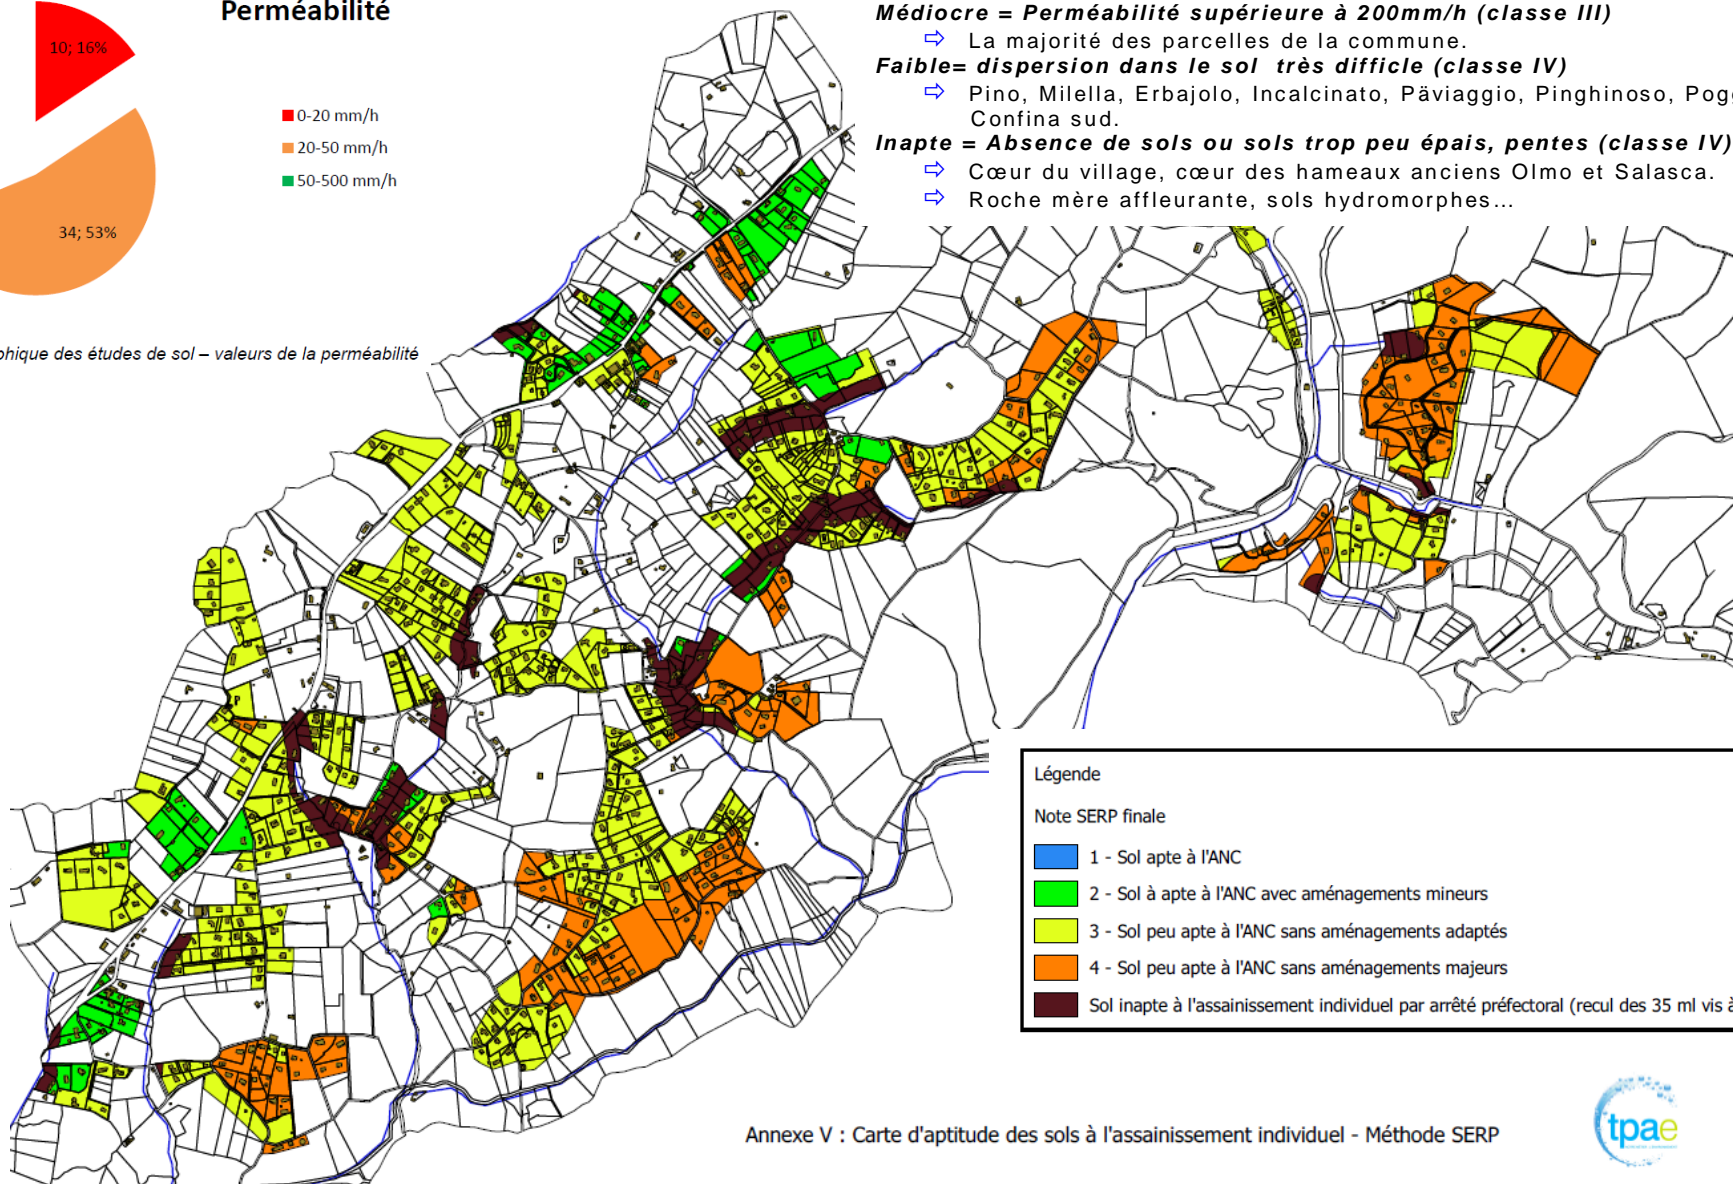 Perméabilité
10; 16%
34; 53%
0-20 mm/h
20-50 mm/h
50-500 mm/h
phique des études de sol – valeurs de la perméabilité
Médiocre = Perméabilité supérieure à 200mm/h (classe III)
La majorité des parcelles de la commune.
Faible= dispersion dans le sol très difficle (classe IV)
Pino, Milella, Erbajolo, Incalcinato, Päviaggio, Pinghinoso, Pogg
Confina sud.
Inapte = Absence de sols ou sols trop peu épais, pentes (classe IV)
Cœur du village, cœur des hameaux anciens Olmo et Salasca.
Roche mère affleurante, sols hydromorphes…
Légende
Note SERP finale
1 - Sol apte à l'ANC
2 - Sol à apte à l'ANC avec aménagements mineurs
3 - Sol peu apte à l'ANC sans aménagements adaptés
4 - Sol peu apte à l'ANC sans aménagements majeurs
Sol inapte à l'assainissement individuel par arrêté préfectoral (recul des 35 ml vis à
Annexe V : Carte d'aptitude des sols à l'assainissement individuel - Méthode SERP
tpae